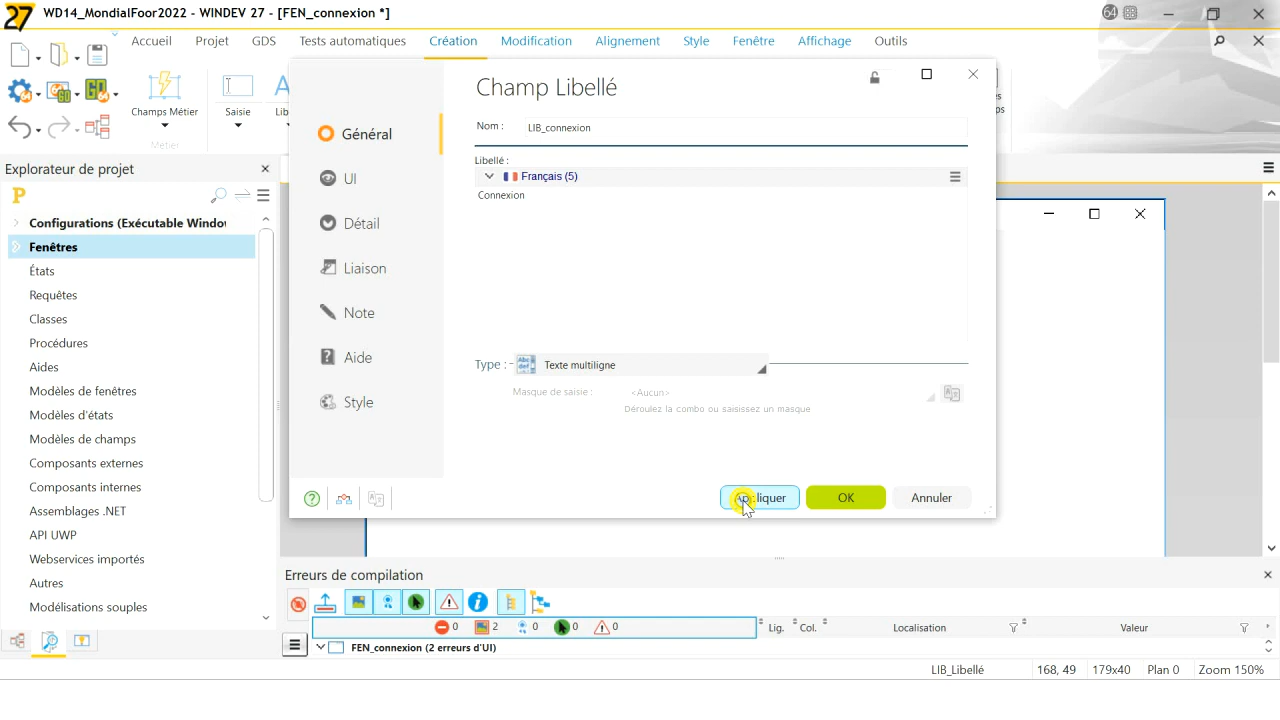 27 WD14_MondialFoor2022 - WINDEV 27 - [FEN_connexion *]
64
Accueil Projet GDS Tests automatiques Création Modification Alignement Style Fenêtre Affichage Outils
GO GO 64
Champs Métier
Saisie
Métier
Champ Libellé
Nom : LIB_connexion
Libellé :
Français (5)
Connexion
Général
UI
Détail
Liaison
Note
Aide
Style
Type : Texte multiligne
Masque de saisie : <Aucun>
Déroulez la combo ou saisissez un masque
Appliquer OK Annuler
Explorateur de projet
Configurations (Exécutable Windo
Fenêtres
États
Requêtes
Classes
Procédures
Aides
Modèles de fenêtres
Modèles d'états
Modèles de champs
Composants externes
Composants internes
Assemblages .NET
API UWP
Webservices importés
Autres
Modélisations souples
Erreurs de compilation
0 2 0 0 0 Lig. Col. Localisation Valeur
FEN_connexion (2 erreurs d'UI)
LIB_Libellé 168, 49 179x40 Plan 0 Zoom 150%